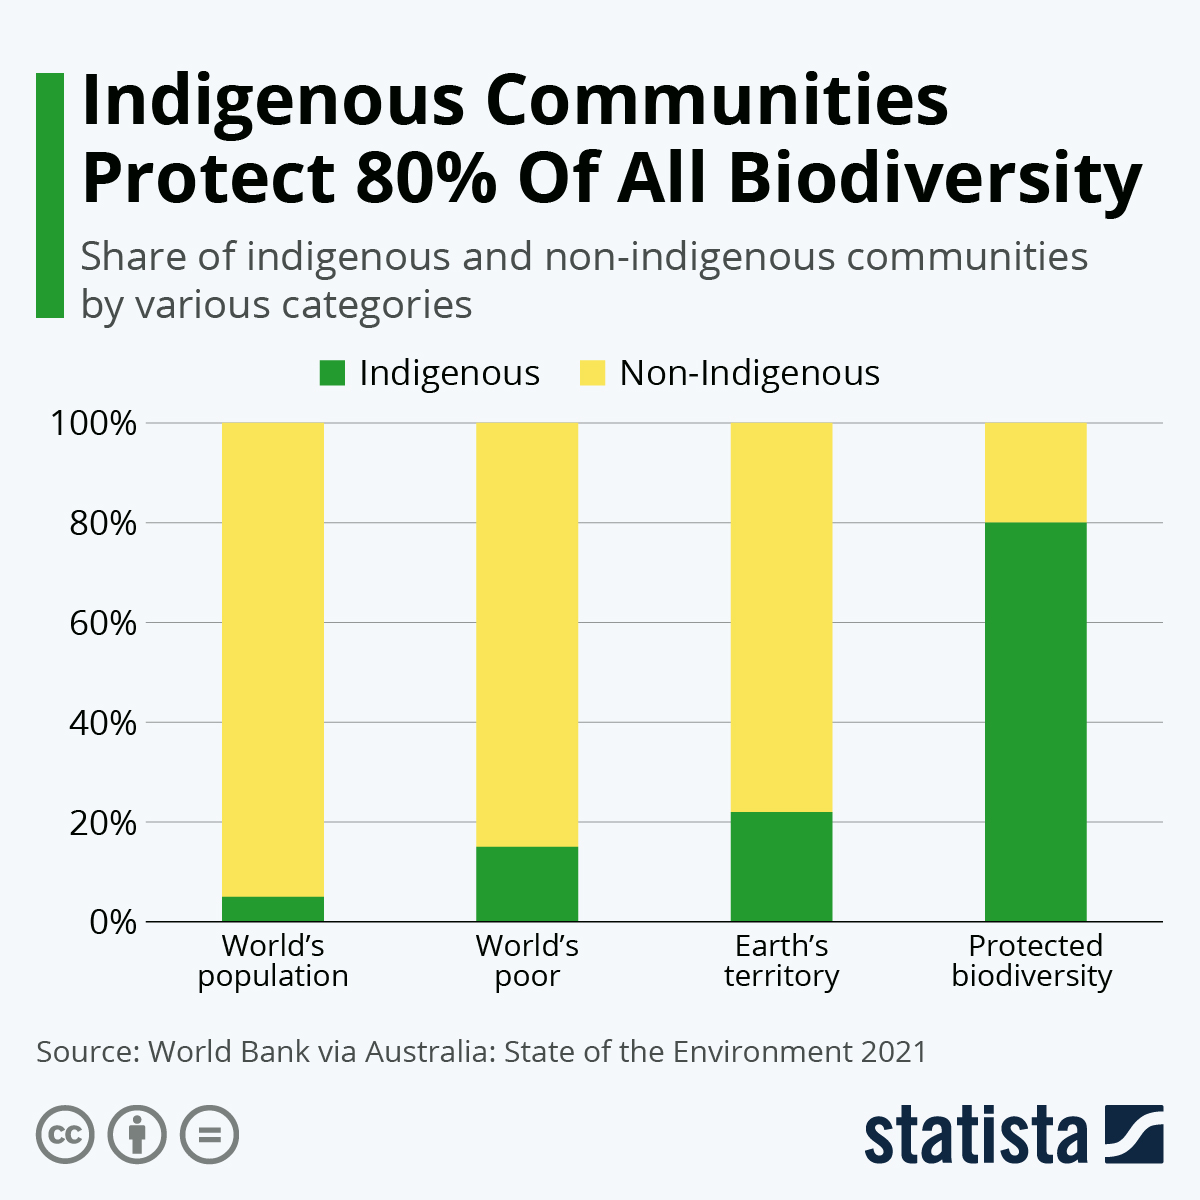 Indigenous Communities
Protect 80% Of All Biodiversity
Share of indigenous and non-indigenous communities
by various categories
Indigenous
Non-Indigenous
100%
80%
60%
40%
20%
0%
World’s
population
World’s
poor
Earth’s
territory
Protected
biodiversity
Source: World Bank via Australia: State of the Environment 2021
cc
statista